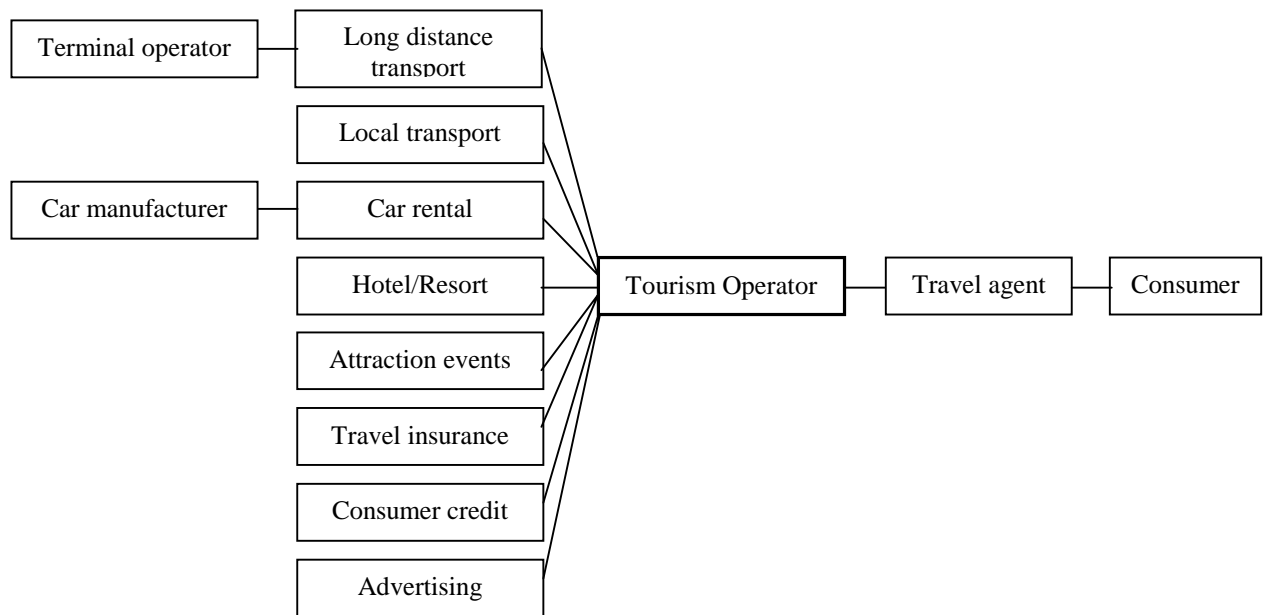 Terminal operator
Long distance
transport
Local transport
Car manufacturer
Car rental
Hotel/Resort
Tourism Operator
Travel agent
Consumer
Attraction events
Travel insurance
Consumer credit
Advertising